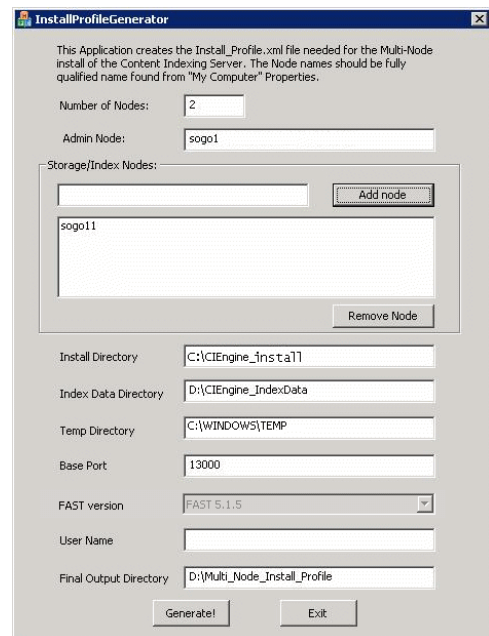 InstallProfileGenerator
This Application creates the Install_Profile.xml file needed for the Multi-Node
install of the Content Indexing Server. The Node names should be fully
qualified name found from "My Computer" Properties.
Number of Nodes: 2
Admin Node: sogo1
Storage/Index Nodes:
Add node
sogo11
Remove Node
Install Directory C:\CIEngine_install
Index Data Directory D:\CIEngine_IndexData
Temp Directory C:\WINDOWS\TEMP
Base Port 13000
FAST version FAST 5.1.5
User Name
Final Output Directory D:\Multi_Node_Install_Profile
Generate! Exit